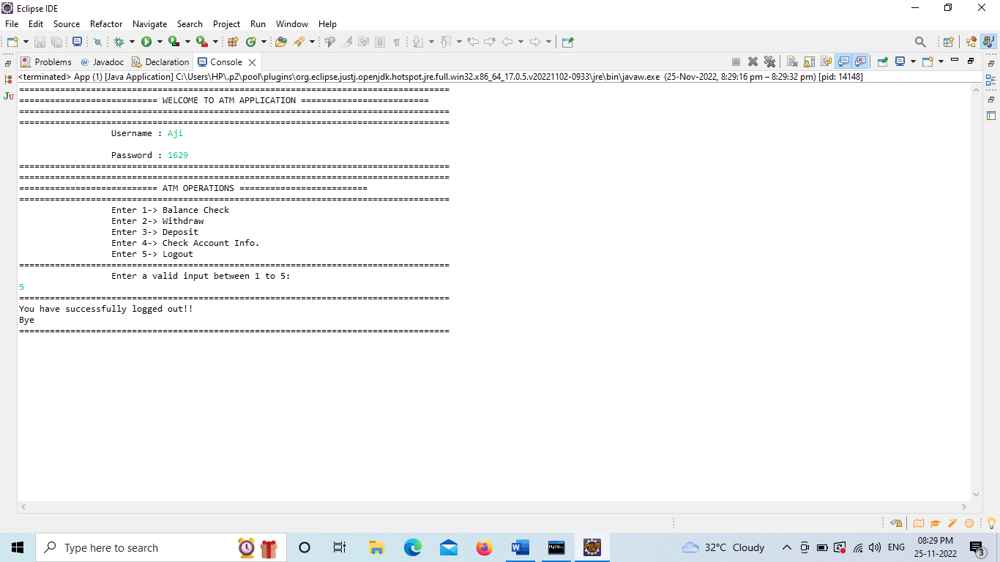 Eclipse IDE
File Edit Source Refactor Navigate Search Project Run Window Help
Problems @ Javadoc Declaration Console
<terminated> App (1) [Java Application] C:\Users\HP\.p2\pool\plugins\org.eclipse.justj.openjdk.hotspot.jre.full.win32.x86_64_17.0.5.v20221102-0933\jre\bin\javaw.exe (25-Nov-2022, 8:29:16 pm – 8:29:32 pm) [pid: 14148]
====================================================================================
=========================== WELCOME TO ATM APPLICATION =========================
====================================================================================
====================================================================================
Username : Aji
Password : 1629
====================================================================================
====================================================================================
=========================== ATM OPERATIONS =========================
====================================================================================
Enter 1-> Balance Check
Enter 2-> Withdraw
Enter 3-> Deposit
Enter 4-> Check Account Info.
Enter 5-> Logout
====================================================================================
Enter a valid input between 1 to 5:
5
====================================================================================
You have successfully logged out!!
Bye
====================================================================================
Ju
Type here to search
MySQL
JAVA EE
IDE
32°C Cloudy
ENG
08:29 PM
25-11-2022
3